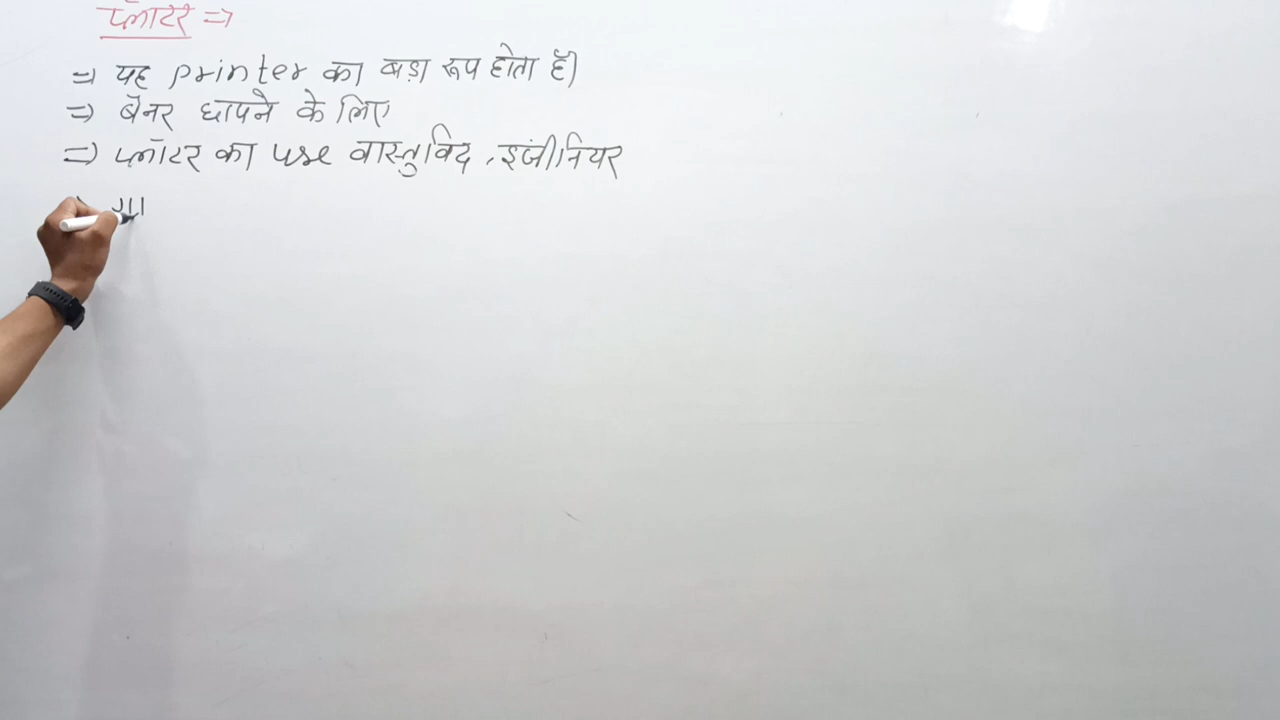 प्लॉटर ⇒
⇒ यह printer का बड़ा रूप होता है)
⇒ बैनर छापने के लिए
⇒ प्लॉटर का use वास्तुविद, इंजीनियर